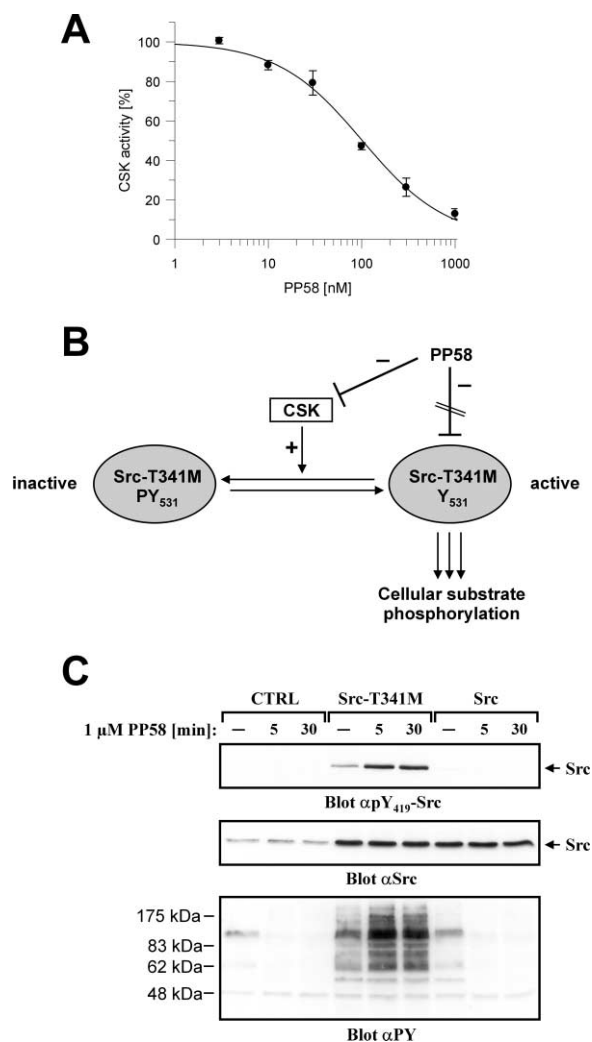 A
CSK activity [%]
100
80
60
40
20
0
1 10 100 1000
PP58 [nM]
B
PP58
–
–
CSK
+
inactive
Src-T341M
PY531
Src-T341M
Y531
active
Cellular substrate
phosphorylation
C
CTRL Src-T341M Src
1 µM PP58 [min]: – 5 30 – 5 30 – 5 30
Src
Blot αpY419-Src
Src
Blot αSrc
175 kDa
83 kDa
62 kDa
48 kDa
Blot αPY